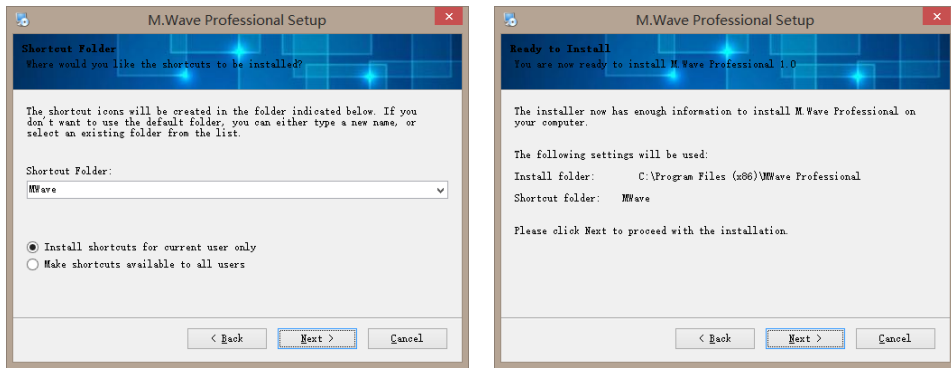 M.Wave Professional Setup
Shortcut Folder
Where would you like the shortcuts to be installed?
The shortcut icons will be created in the folder indicated below. If you
don't want to use the default folder, you can either type a new name, or
select an existing folder from the list.
Shortcut Folder:
MWave
Install shortcuts for current user only
Make shortcuts available to all users
< Back
Next >
Cancel
M.Wave Professional Setup
Ready to Install
You are now ready to install M.Wave Professional 1.0
The installer now has enough information to install M.Wave Professional on
your computer.
The following settings will be used:
Install folder: C:\Program Files (x86)\MWave Professional
Shortcut folder: MWave
Please click Next to proceed with the installation.
< Back
Next >
Cancel